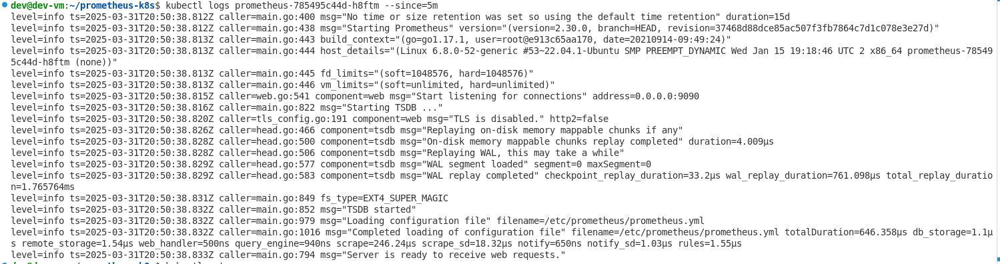 dev@dev-vm:~/prometheus-k8s$ kubectl logs prometheus-785495c44d-h8ftm --since=5m
level=info ts=2025-03-31T20:50:38.812Z caller=main.go:400 msg="No time or size retention was set so using the default time retention" duration=15d
level=info ts=2025-03-31T20:50:38.812Z caller=main.go:438 msg="Starting Prometheus" version="(version=2.30.0, branch=HEAD, revision=37468d88dce85ac507f3fb7864c7d1c078e3e27d)"
level=info ts=2025-03-31T20:50:38.813Z caller=main.go:443 build_context="(go=go1.17.1, user=root@e913c65aa170, date=20210914-09:49:24)"
level=info ts=2025-03-31T20:50:38.813Z caller=main.go:444 host_details="(Linux 6.8.0-52-generic #53~22.04.1-Ubuntu SMP PREEMPT_DYNAMIC Wed Jan 15 19:18:46 UTC 2 x86_64 prometheus-78549
5c44d-h8ftm (none))"
level=info ts=2025-03-31T20:50:38.813Z caller=main.go:445 fd_limits="(soft=1048576, hard=1048576)"
level=info ts=2025-03-31T20:50:38.813Z caller=main.go:446 vm_limits="(soft=unlimited, hard=unlimited)"
level=info ts=2025-03-31T20:50:38.815Z caller=web.go:541 component=web msg="Start listening for connections" address=0.0.0.0:9090
level=info ts=2025-03-31T20:50:38.816Z caller=main.go:822 msg="Starting TSDB ..."
level=info ts=2025-03-31T20:50:38.820Z caller=tls_config.go:191 component=web msg="TLS is disabled." http2=false
level=info ts=2025-03-31T20:50:38.826Z caller=head.go:466 component=tsdb msg="Replaying on-disk memory mappable chunks if any"
level=info ts=2025-03-31T20:50:38.828Z caller=head.go:500 component=tsdb msg="On-disk memory mappable chunks replay completed" duration=4.009µs
level=info ts=2025-03-31T20:50:38.828Z caller=head.go:506 component=tsdb msg="Replaying WAL, this may take a while"
level=info ts=2025-03-31T20:50:38.829Z caller=head.go:577 component=tsdb msg="WAL segment loaded" segment=0 maxSegment=0
level=info ts=2025-03-31T20:50:38.829Z caller=head.go:583 component=tsdb msg="WAL replay completed" checkpoint_replay_duration=33.2µs wal_replay_duration=761.098µs total_replay_duratio
n=1.765764ms
level=info ts=2025-03-31T20:50:38.831Z caller=main.go:849 fs_type=EXT4_SUPER_MAGIC
level=info ts=2025-03-31T20:50:38.832Z caller=main.go:852 msg="TSDB started"
level=info ts=2025-03-31T20:50:38.832Z caller=main.go:979 msg="Loading configuration file" filename=/etc/prometheus/prometheus.yml
level=info ts=2025-03-31T20:50:38.832Z caller=main.go:1016 msg="Completed loading of configuration file" filename=/etc/prometheus/prometheus.yml totalDuration=646.358µs db_storage=1.1µ
s remote_storage=1.54µs web_handler=500ns query_engine=940ns scrape=246.24µs scrape_sd=18.32µs notify=650ns notify_sd=1.03µs rules=1.55µs
level=info ts=2025-03-31T20:50:38.833Z caller=main.go:794 msg="Server is ready to receive web requests."